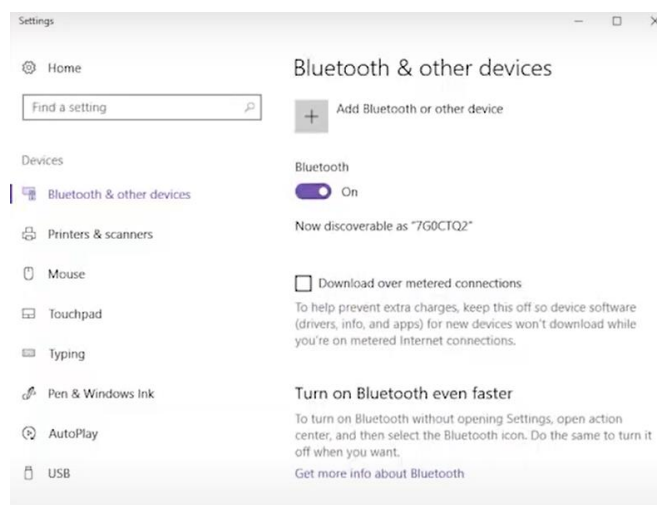 Settings
Home
Find a setting
Devices
Bluetooth & other devices
Printers & scanners
Mouse
Touchpad
Typing
Pen & Windows Ink
AutoPlay
USB
Bluetooth & other devices
Add Bluetooth or other device
Bluetooth
On
Now discoverable as "7G0CTQ2"
Download over metered connections
To help prevent extra charges, keep this off so device software
(drivers, info, and apps) for new devices won't download while
you're on metered Internet connections.
Turn on Bluetooth even faster
To turn on Bluetooth without opening Settings, open action
center, and then select the Bluetooth icon. Do the same to turn it
off when you want.
Get more info about Bluetooth